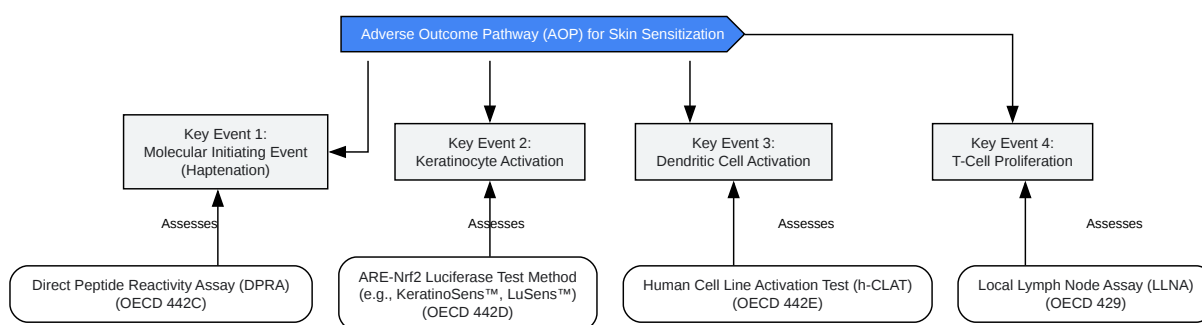 Adverse Outcome Pathway (AOP) for Skin Sensitization
Key Event 1:
Molecular Initiating Event
(Haptenation)
Key Event 2:
Keratinocyte Activation
Key Event 3:
Dendritic Cell Activation
Key Event 4:
T-Cell Proliferation
Assesses
Assesses
Assesses
Assesses
Direct Peptide Reactivity Assay (DPRA)
(OECD 442C)
ARE-Nrf2 Luciferase Test Method
(e.g., KeratinoSens™, LuSens™)
(OECD 442D)
Human Cell Line Activation Test (h-CLAT)
(OECD 442E)
Local Lymph Node Assay (LLNA)
(OECD 429)